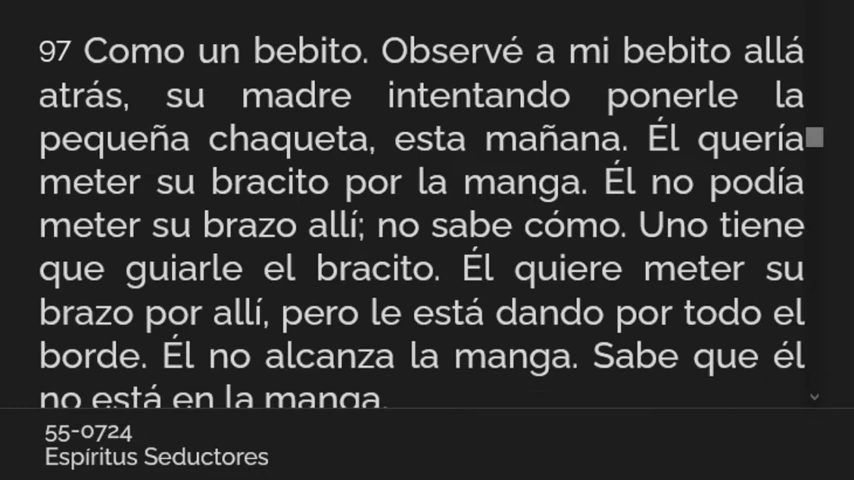 97 Como un bebito. Observé a mi bebito allá
atrás, su madre intentando ponerle la
pequeña chaqueta, esta mañana. Él quería
meter su bracito por la manga. Él no podía
meter su brazo allí; no sabe cómo. Uno tiene
que guiarle el bracito. Él quiere meter su
brazo por allí, pero le está dando por todo el
borde. Él no alcanza la manga. Sabe que él
no está en la manga.
55-0724
Espíritus Seductores